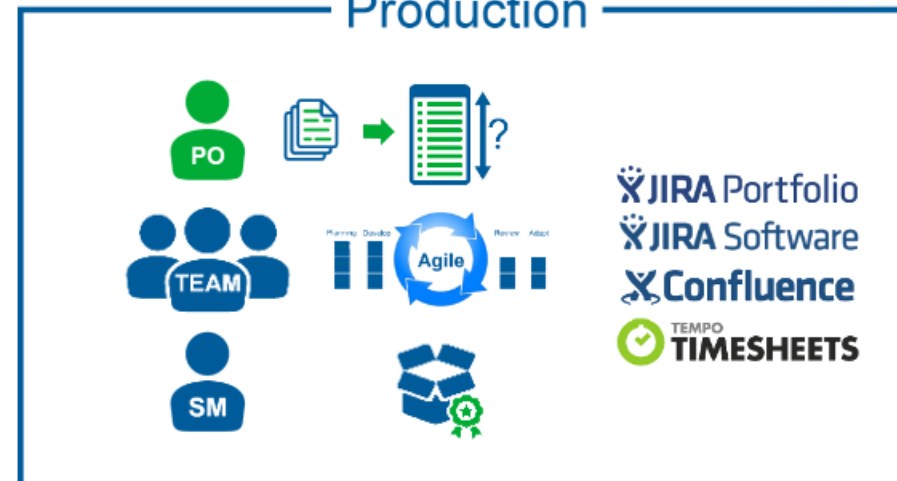 Production
PO
?
TEAM
Planning Develop
Agile
Review Adapt
SM
JIRA Portfolio
JIRA Software
Confluence
TEMPO
TIMESHEETS